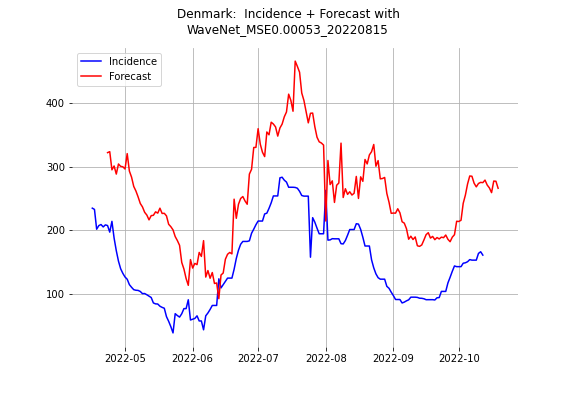 Denmark:  Incidence + Forecast with
WaveNet_MSE0.00053_20220815
Incidence
Forecast
400
300
200
100
2022-05 2022-06 2022-07 2022-08 2022-09 2022-10